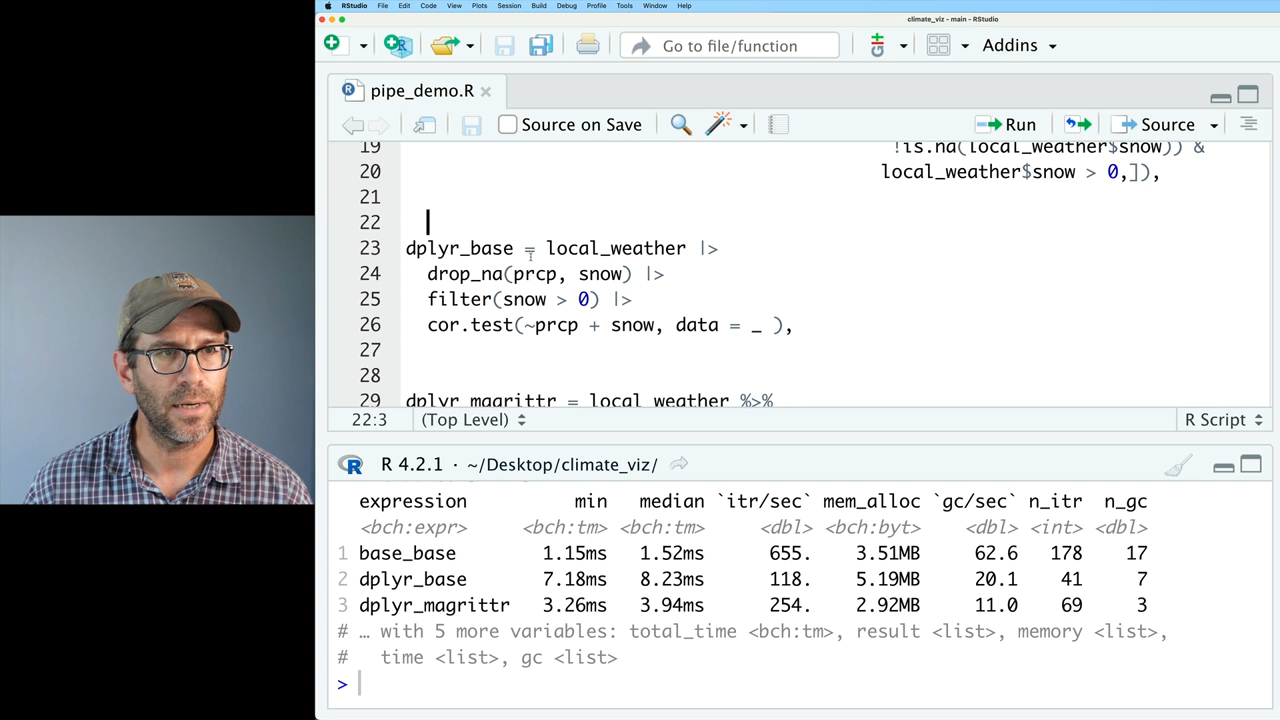 RStudio File Edit Code View Plots Session Build Debug Profile Tools Window Help
climate_viz - main - RStudio
Go to file/function Addins
pipe_demo.R
Source on Save Run Source
19 !is.na(local_weather$snow)) &
20 local_weather$snow > 0,]),
21
22
23 dplyr_base = local_weather |>
24 drop_na(prcp, snow) |>
25 filter(snow > 0) |>
26 cor.test(~prcp + snow, data = _ ),
27
28
29 dplyr_magrittr = local_weather %>%
22:3 (Top Level) R Script
R 4.2.1 · ~/Desktop/climate_viz/
expression min median `itr/sec` mem_alloc `gc/sec` n_itr n_gc
<bch:expr> <bch:tm> <bch:tm> <dbl> <bch:byt> <dbl> <int> <dbl>
1 base_base 1.15ms 1.52ms 655. 3.51MB 62.6 178 17
2 dplyr_base 7.18ms 8.23ms 118. 5.19MB 20.1 41 7
3 dplyr_magrittr 3.26ms 3.94ms 254. 2.92MB 11.0 69 3
# … with 5 more variables: total_time <bch:tm>, result <list>, memory <list>,
# time <list>, gc <list>
>